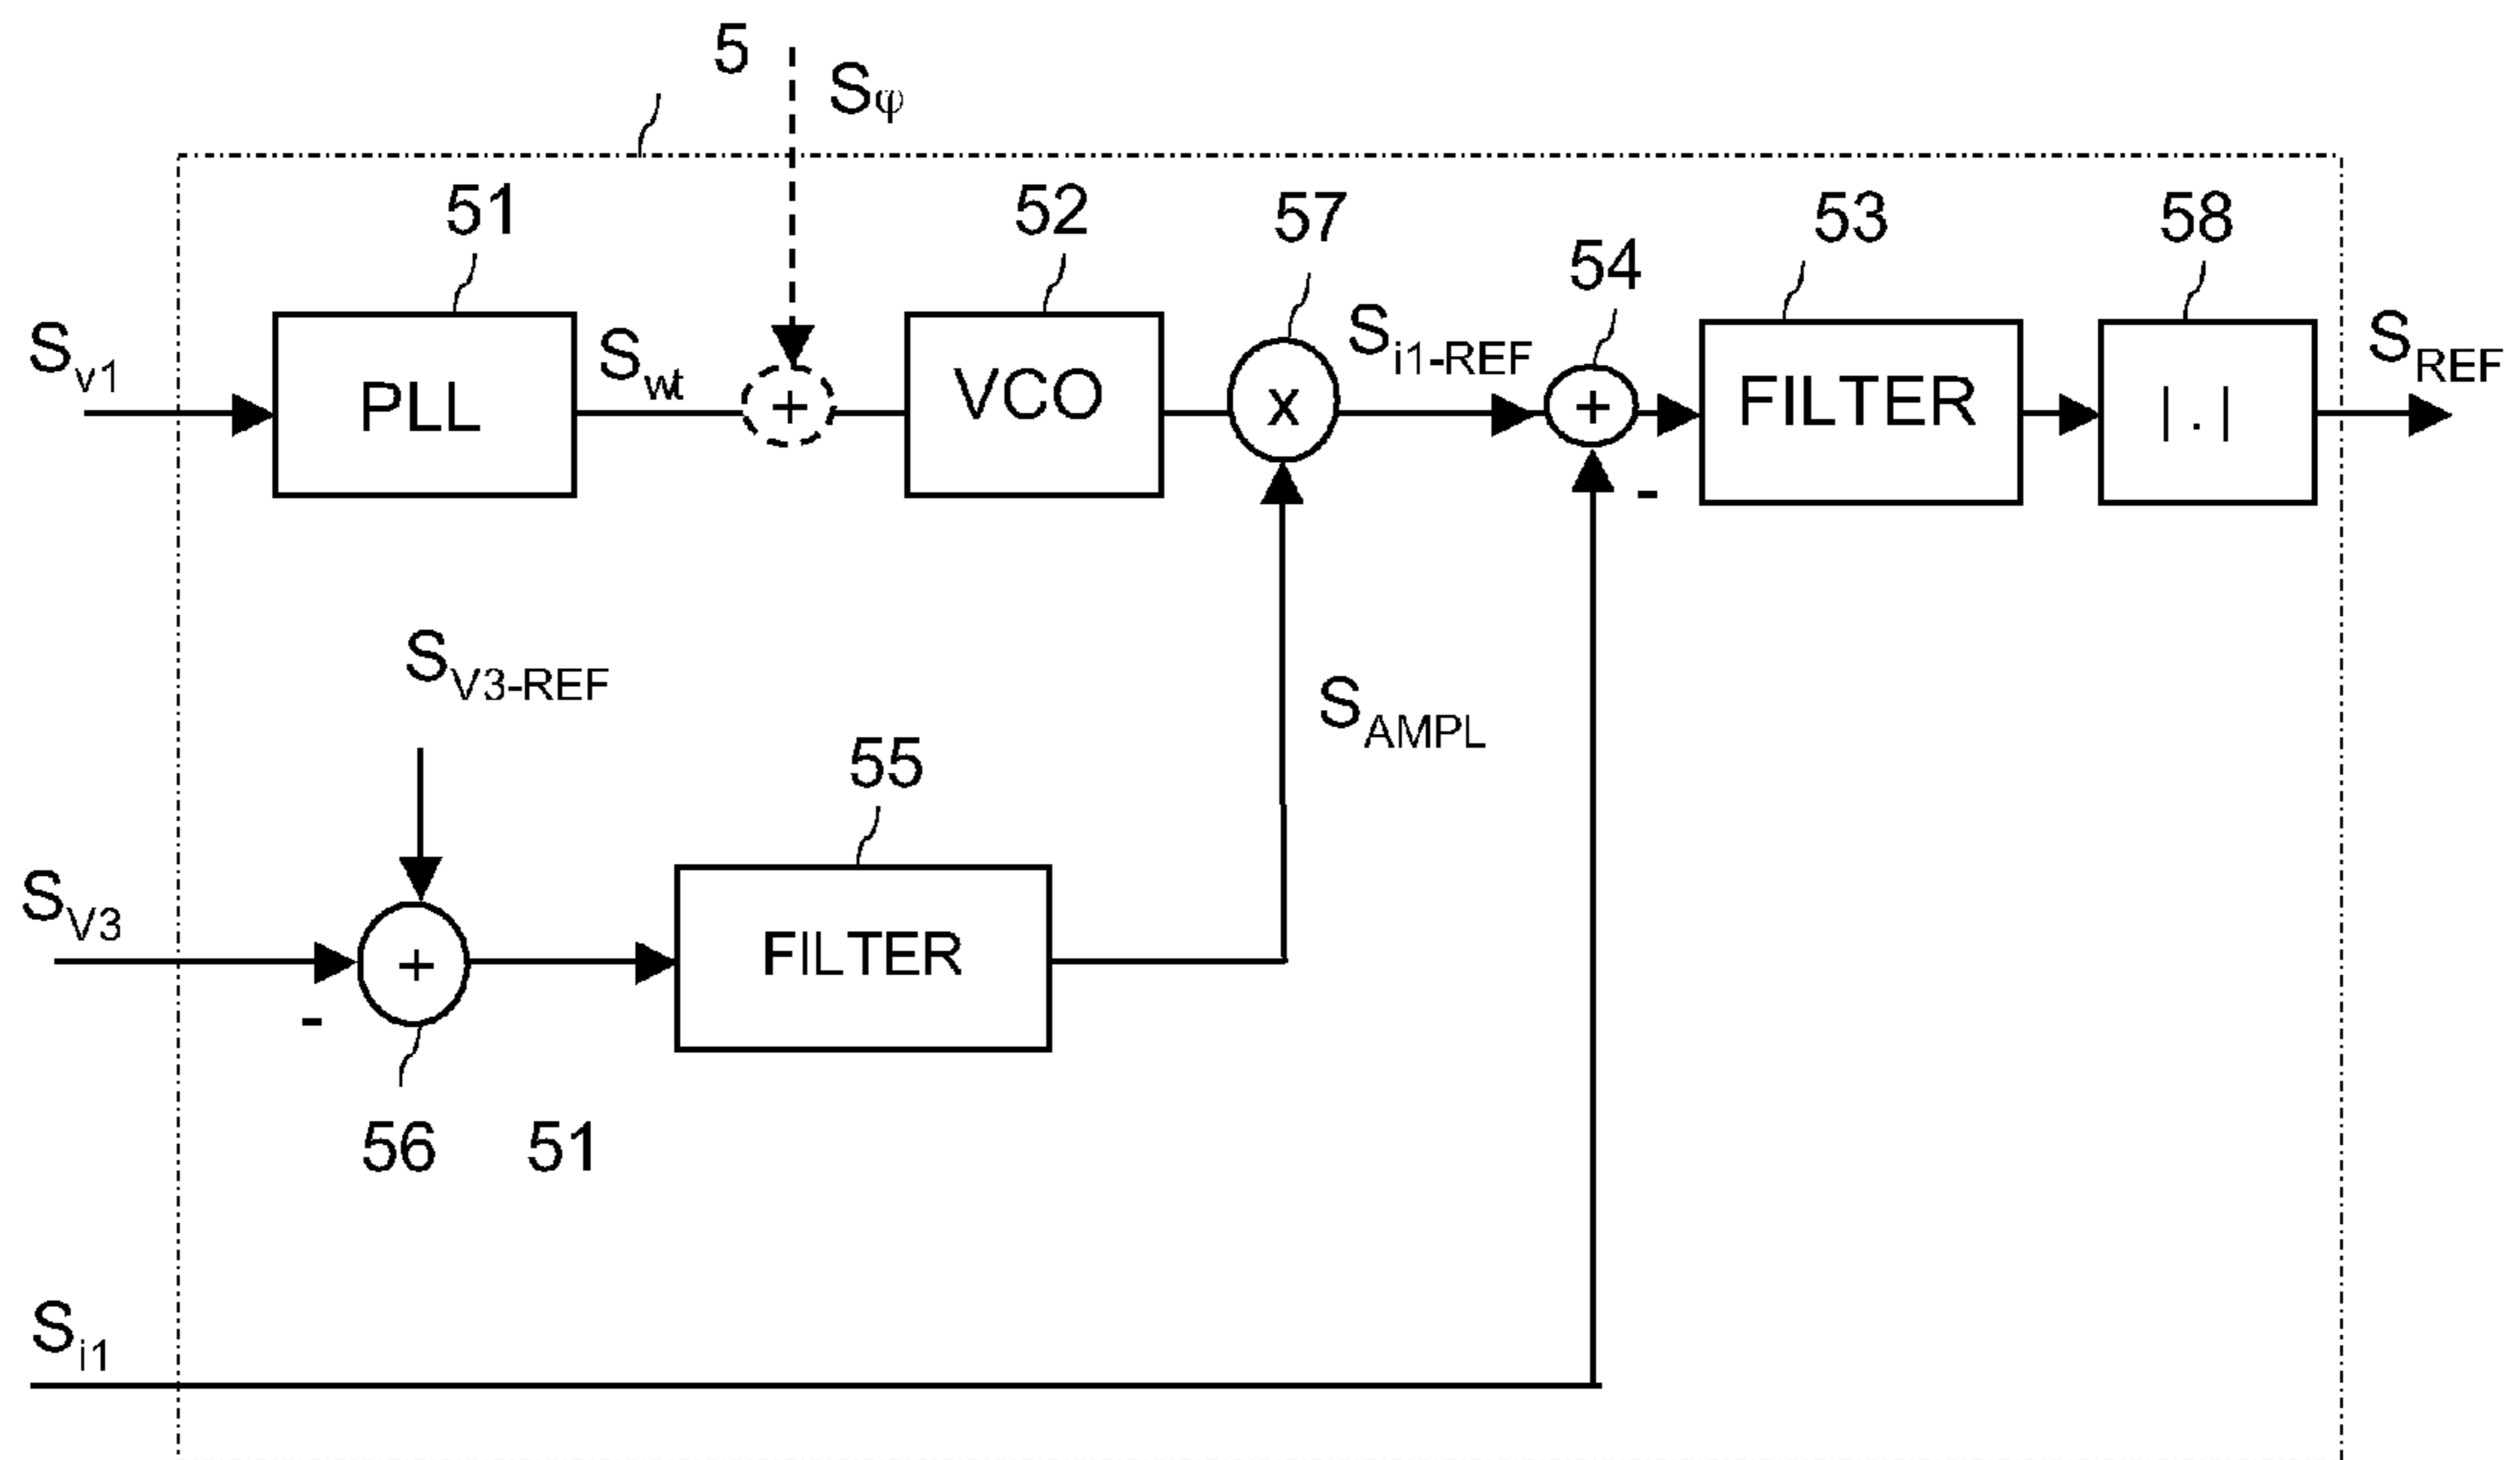 5
Sφ
51
52
57
54
53
58
Sv1
PLL
Swt
+
VCO
x
Si1-REF
+
-
FILTER
| . |
SREF
SV3-REF
SAMPL
55
SV3
-
+
FILTER
56
51
Si1